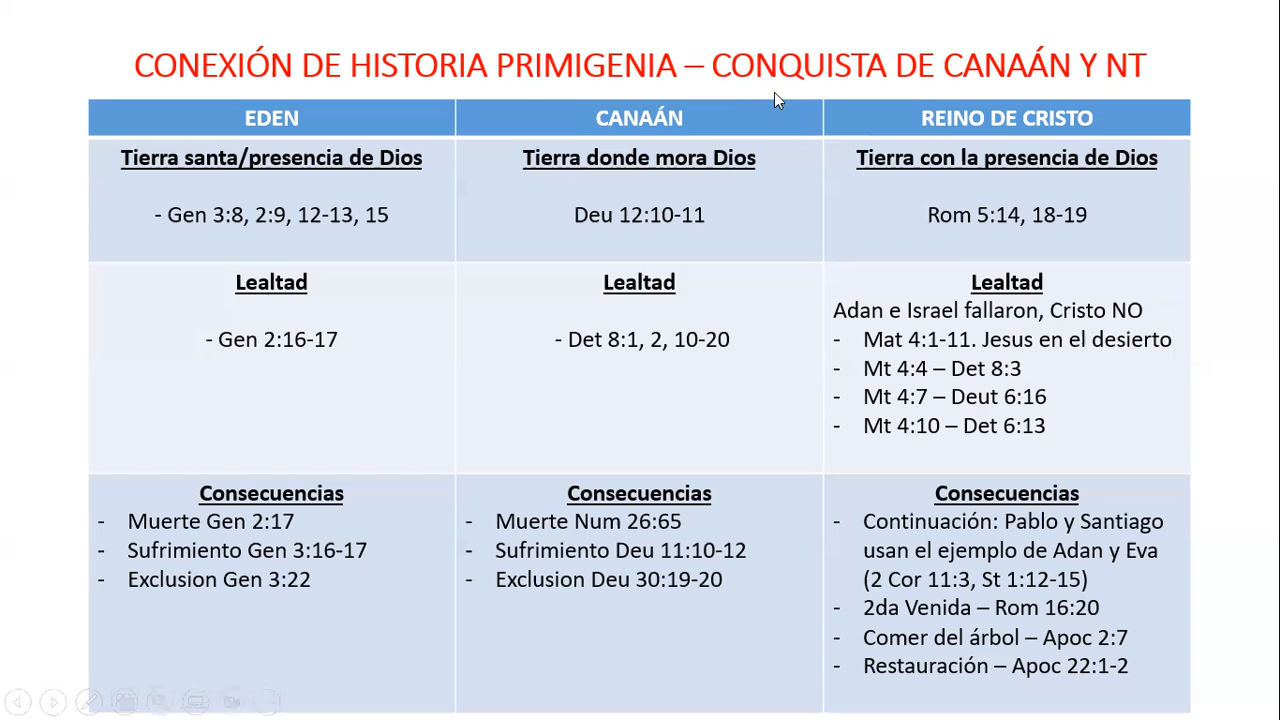 CONEXIÓN DE HISTORIA PRIMIGENIA – CONQUISTA DE CANAÁN Y NT
EDEN
CANAÁN
REINO DE CRISTO
Tierra santa/presencia de Dios
- Gen 3:8, 2:9, 12-13, 15
Tierra donde mora Dios
Deu 12:10-11
Tierra con la presencia de Dios
Rom 5:14, 18-19
Lealtad
- Gen 2:16-17
Lealtad
- Det 8:1, 2, 10-20
Lealtad
Adan e Israel fallaron, Cristo NO
- Mat 4:1-11. Jesus en el desierto
- Mt 4:4 – Det 8:3
- Mt 4:7 – Deut 6:16
- Mt 4:10 – Det 6:13
Consecuencias
- Muerte Gen 2:17
- Sufrimiento Gen 3:16-17
- Exclusion Gen 3:22
Consecuencias
- Muerte Num 26:65
- Sufrimiento Deu 11:10-12
- Exclusion Deu 30:19-20
Consecuencias
- Continuación: Pablo y Santiago
usan el ejemplo de Adan y Eva
(2 Cor 11:3, St 1:12-15)
- 2da Venida – Rom 16:20
- Comer del árbol – Apoc 2:7
- Restauración – Apoc 22:1-2